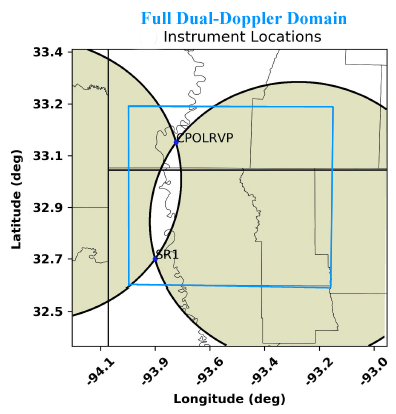 Full Dual-Doppler Domain
Instrument Locations
33.4
33.2
33.1
32.9
32.7
32.5
CPOLRVP
SR1
Latitude (deg)
-94.1
-93.9
-93.6
-93.4
-93.2
-93.0
Longitude (deg)